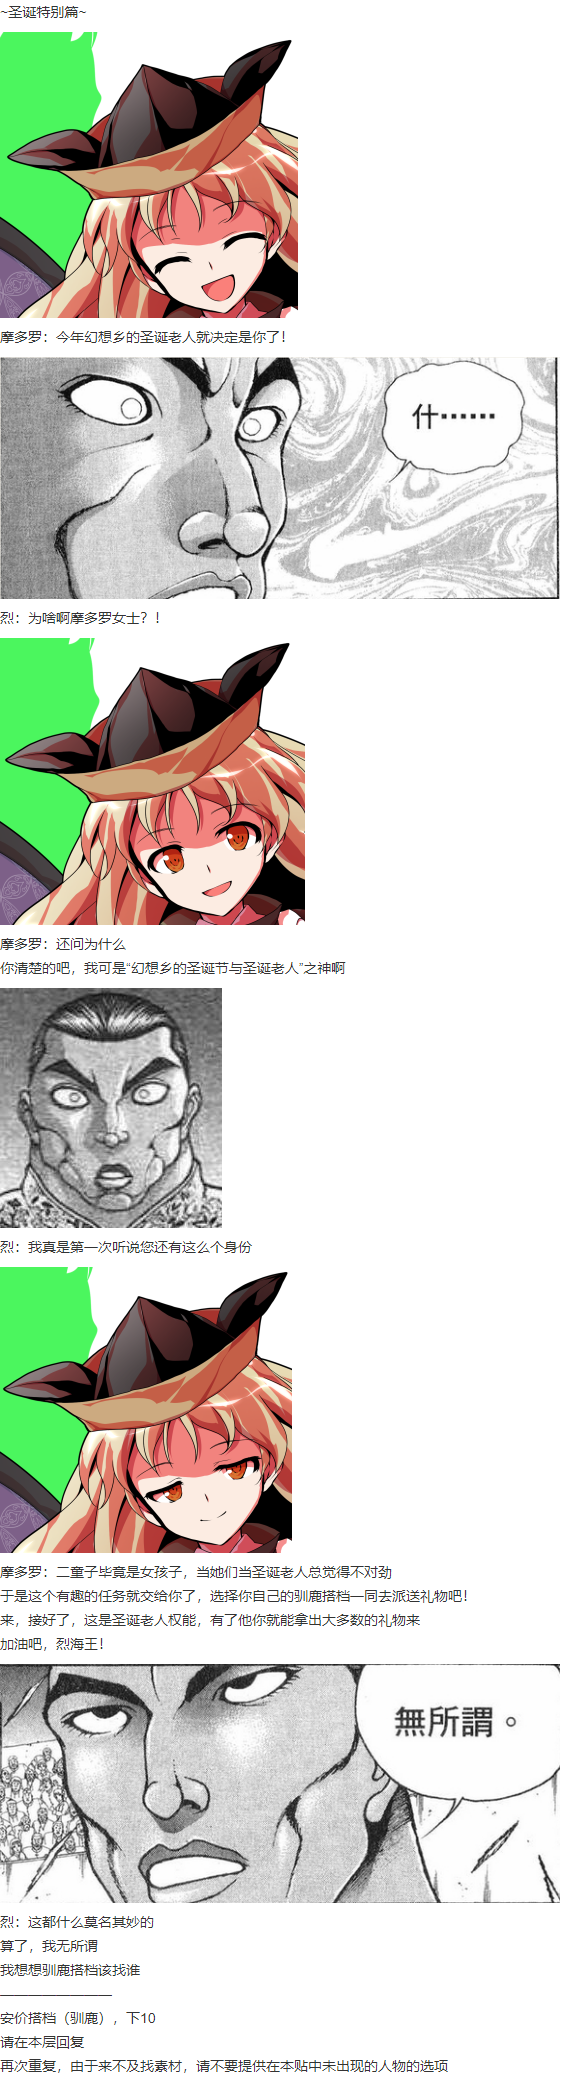 ~圣诞特别篇~
摩多罗：今年幻想乡的圣诞老人就决定是你了！
什……
烈：为啥啊摩多罗女士？！
摩多罗：还问为什么
你清楚的吧，我可是“幻想乡的圣诞节与圣诞老人”之神啊
烈：我真是第一次听说您还有这么个身份
摩多罗：二童子毕竟是女孩子，当她们当圣诞老人总觉得不对劲
于是这个有趣的任务就交给你了，选择你自己的驯鹿搭档一同去派送礼物吧！
来，接好了，这是圣诞老人权能，有了他你就能拿出大多数的礼物来
加油吧，烈海王！
無所謂。
烈：这都什么莫名其妙的
算了，我无所谓
我想想驯鹿搭档该找谁
————————
安价搭档（驯鹿），下10
请在本层回复
再次重复，由于来不及找素材，请不要提供在本贴中未出现的人物的选项